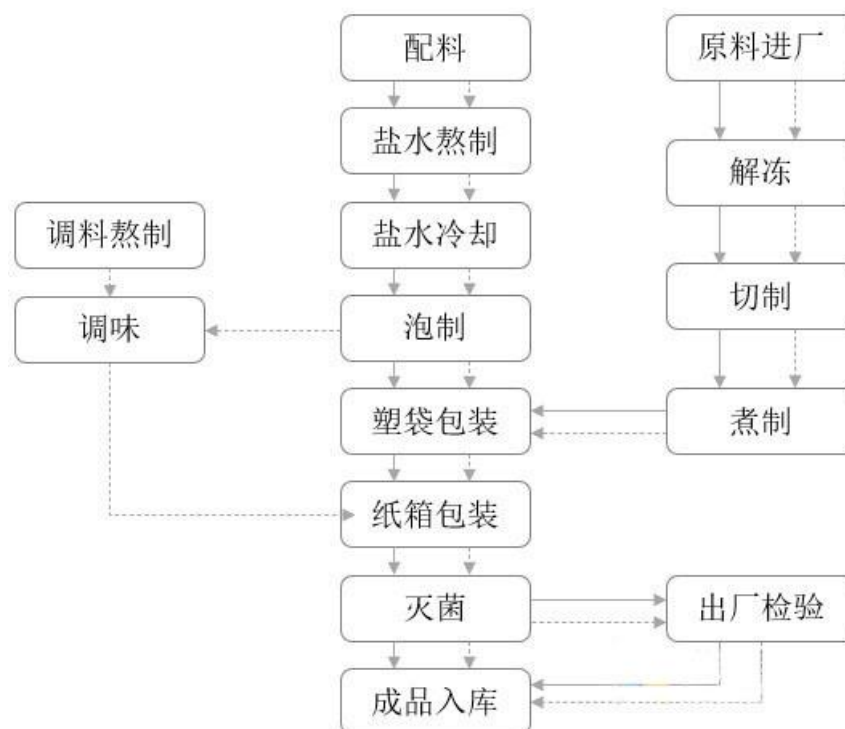 配料
原料进厂
盐水熬制
解冻
调料熬制
盐水冷却
切制
调味
泡制
塑袋包装
煮制
纸箱包装
灭菌
出厂检验
成品入库